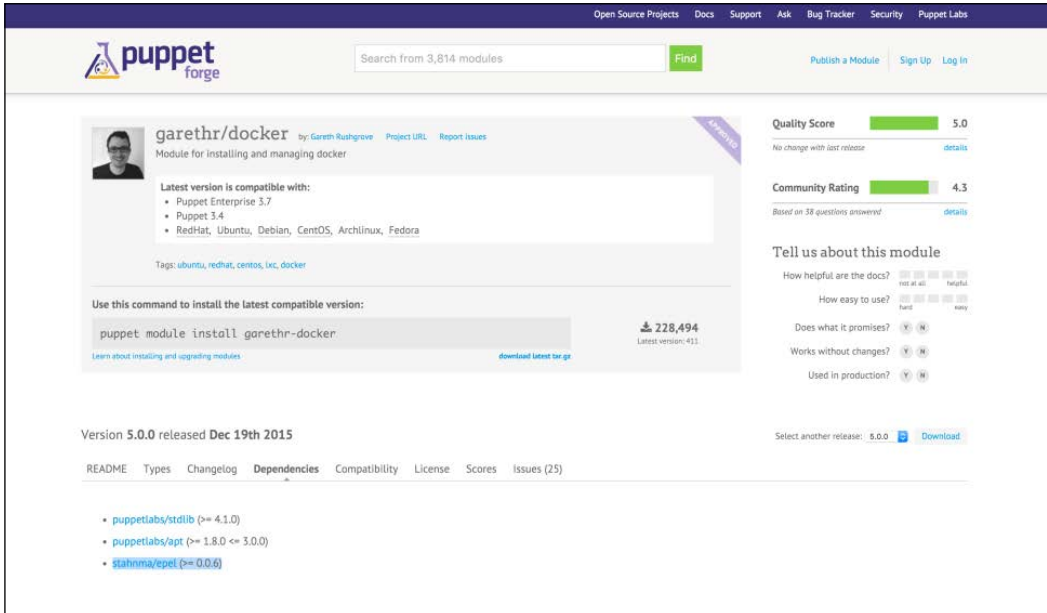 Open Source Projects Docs Support Ask Bug Tracker Security Puppet Labs
puppet
forge
Search from 3,814 modules
Find
Publish a Module Sign Up Log In
garethr/docker by: Gareth Rushgrove Project URL Report issues
APPROVED
Module for installing and managing docker
Latest version is compatible with:
• Puppet Enterprise 3.7
• Puppet 3.4
• RedHat, Ubuntu, Debian, CentOS, Archlinux, Fedora
Tags: ubuntu, redhat, centos, lxc, docker
Use this command to install the latest compatible version:
puppet module install garethr-docker
Learn about installing and upgrading modules
download latest tar.gz
228,494
Latest version: 411
Quality Score 5.0
No change with last release details
Community Rating 4.3
Based on 38 questions answered details
Tell us about this module
How helpful are the docs?
not at all helpful
How easy to use?
hard easy
Does what it promises? Y N
Works without changes? Y N
Used in production? Y N
Version 5.0.0 released Dec 19th 2015
Select another release: 5.0.0 Download
README Types Changelog Dependencies Compatibility License Scores Issues (25)
• puppetlabs/stdlib (>= 4.1.0)
• puppetlabs/apt (>= 1.8.0 <= 3.0.0)
• stahnma/epel (>= 0.0.6)